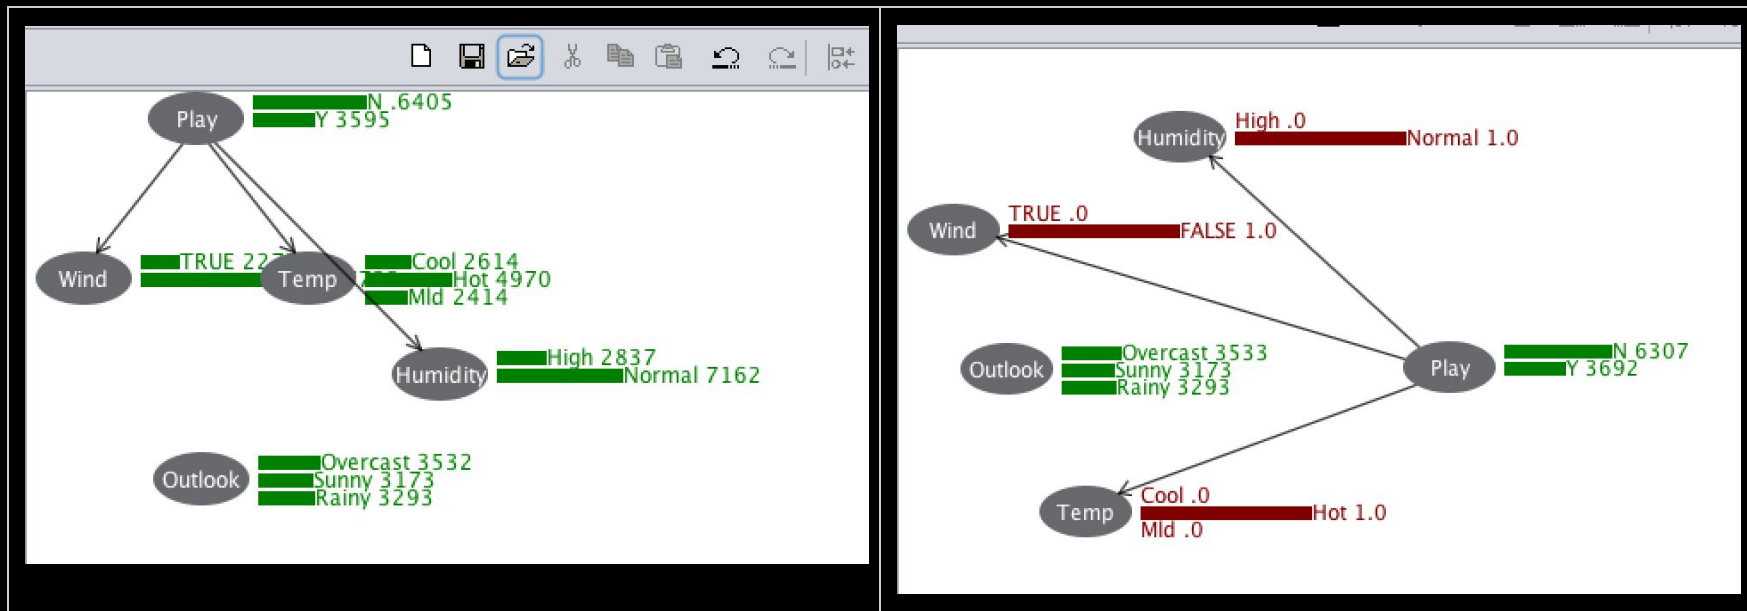 Play
N .6405
Y 3595
Wind
TRUE 227
Temp
Cool 2614
Hot 4970
Mld 2414
Humidity
High 2837
Normal 7162
Outlook
Overcast 3532
Sunny 3173
Rainy 3293
Humidity
High .0
Normal 1.0
Wind
TRUE .0
FALSE 1.0
Outlook
Overcast 3533
Sunny 3173
Rainy 3293
Play
N 6307
Y 3692
Temp
Cool .0
Hot 1.0
Mld .0